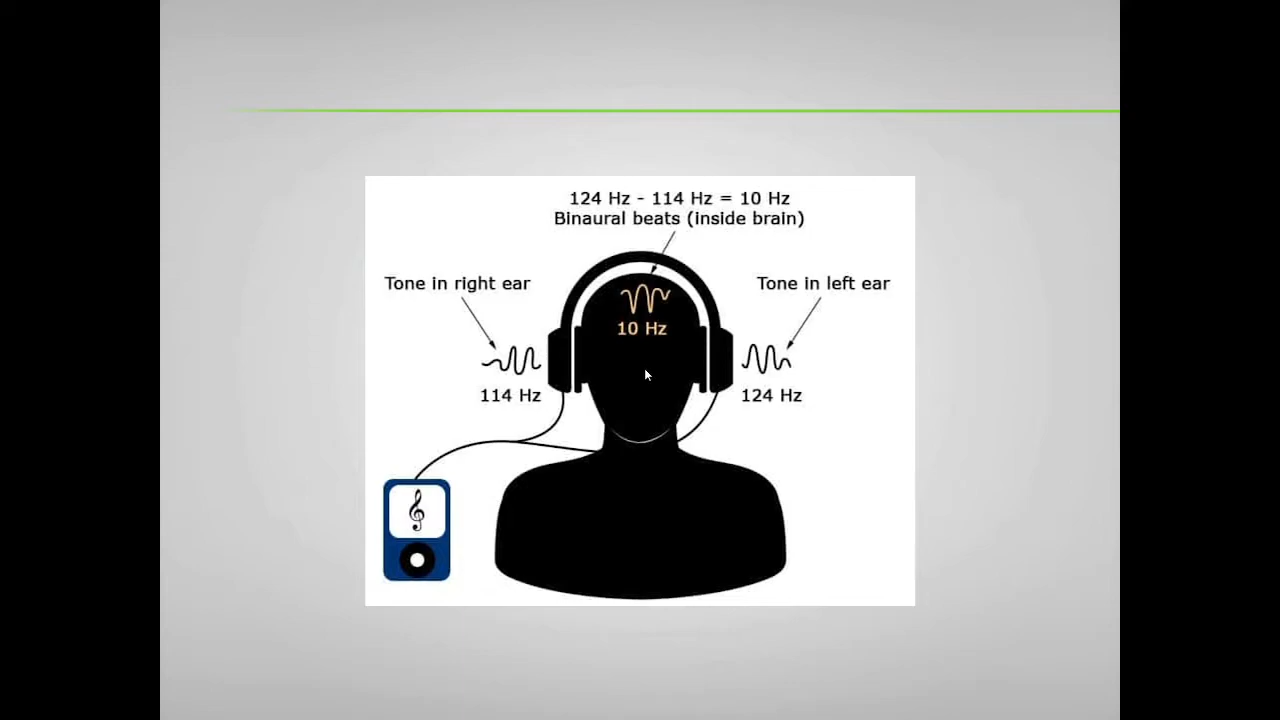 124 Hz - 114 Hz = 10 Hz
Binaural beats (inside brain)
Tone in right ear
Tone in left ear
10 Hz
114 Hz
124 Hz